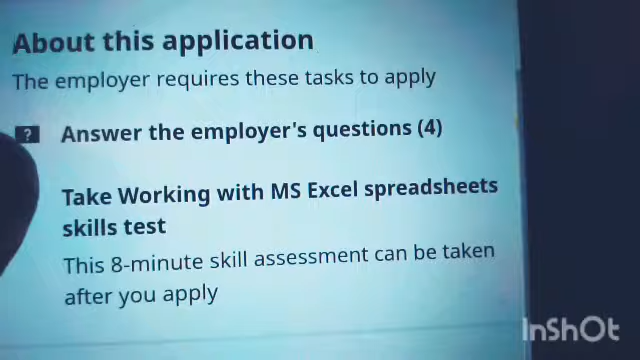 About this application
The employer requires these tasks to apply
?
Answer the employer's questions (4)
Take Working with MS Excel spreadsheets
skills test
This 8-minute skill assessment can be taken
after you apply
InShOt